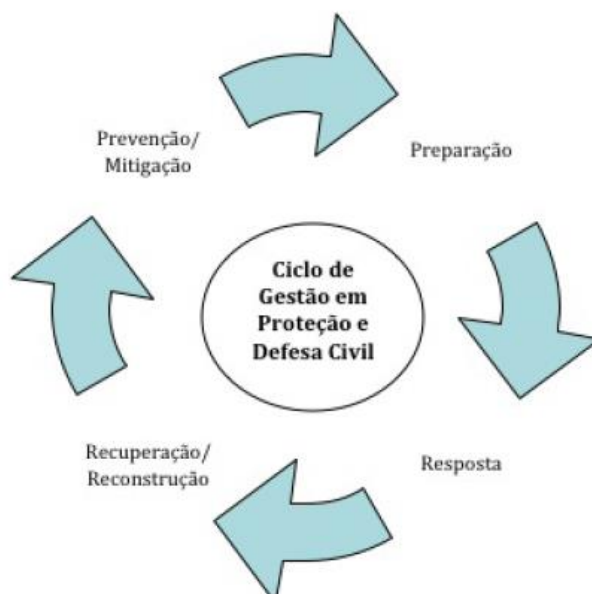 Prevenção/
Mitigação
Preparação
Ciclo de
Gestão em
Proteção e
Defesa Civil
Recuperação/
Reconstrução
Resposta